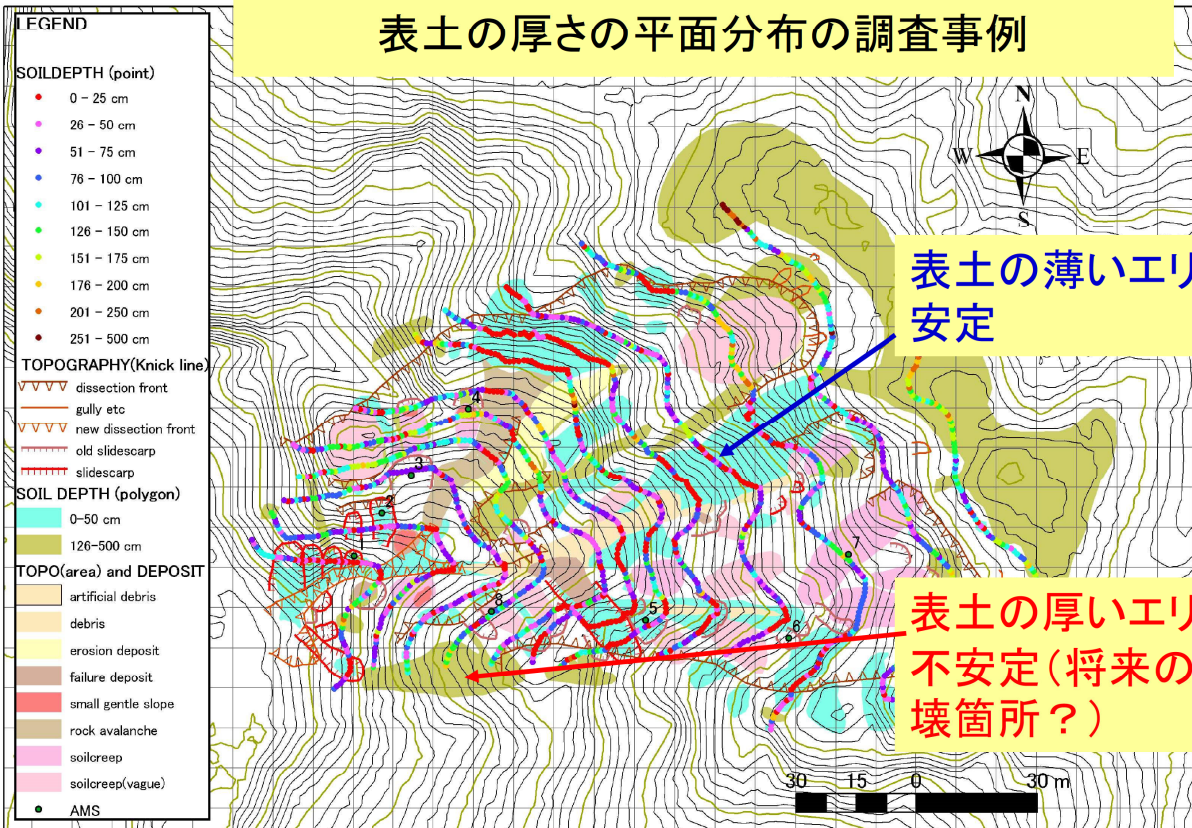 表土の厚さの平面分布の調査事例
LEGEND
SOILDEPTH (point)
0 - 25 cm
26 - 50 cm
51 - 75 cm
76 - 100 cm
101 - 125 cm
126 - 150 cm
151 - 175 cm
176 - 200 cm
201 - 250 cm
251 - 500 cm
TOPOGRAPHY(Knick line)
dissection front
gully etc
new dissection front
old slidescarp
slidescarp
SOIL DEPTH (polygon)
0-50 cm
126-500 cm
TOPO(area) and DEPOSIT
artificial debris
debris
erosion deposit
failure deposit
small gentle slope
rock avalanche
soilcreep
soilcreep(vague)
AMS
N
W
E
S
表土の薄いエリ
安定
4
3
2
1
7
8
5
6
表土の厚いエリ
不安定(将来の
壊箇所?)
30 15 0 30 m